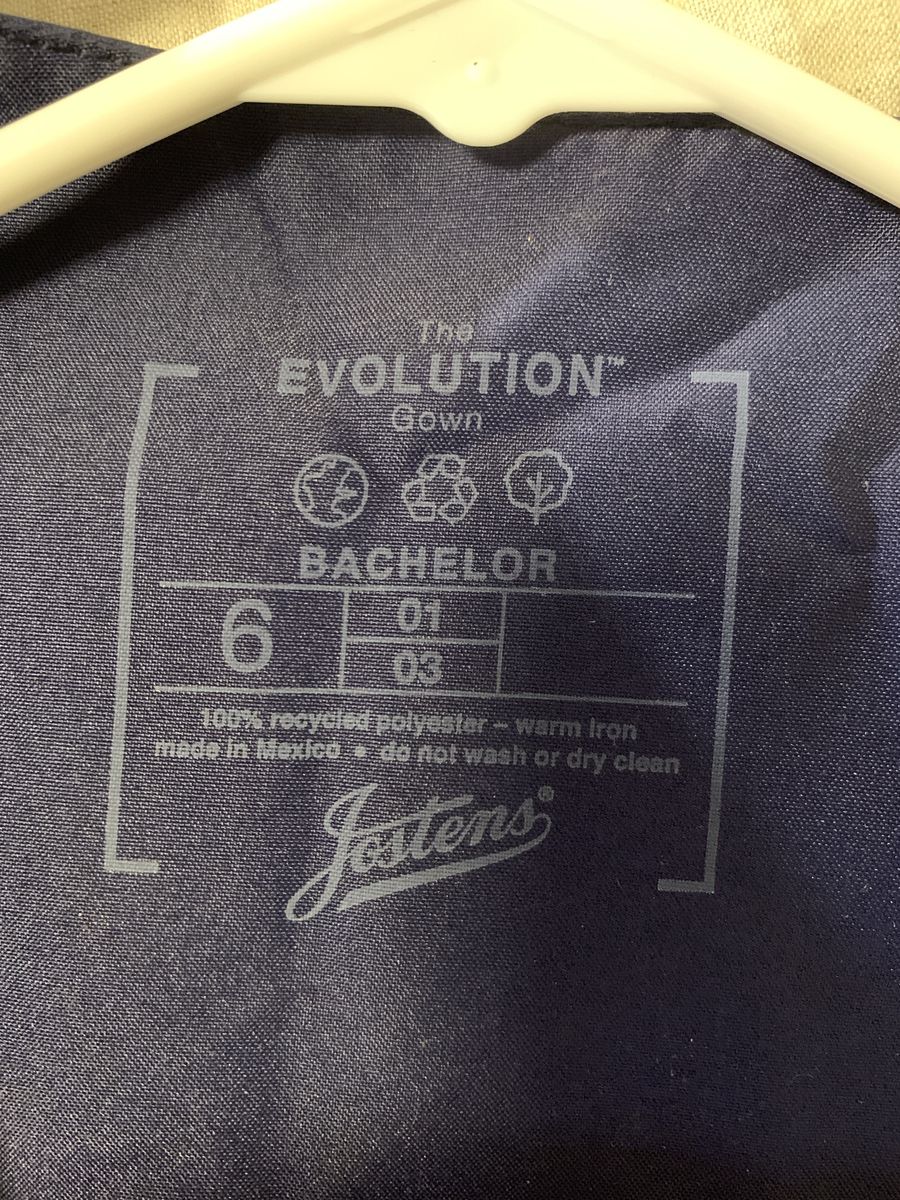 The
EVOLUTION™
Gown
BACHELOR
6
01
03
100% recycled polyester – warm iron
made in Mexico • do not wash or dry clean
Jostens®